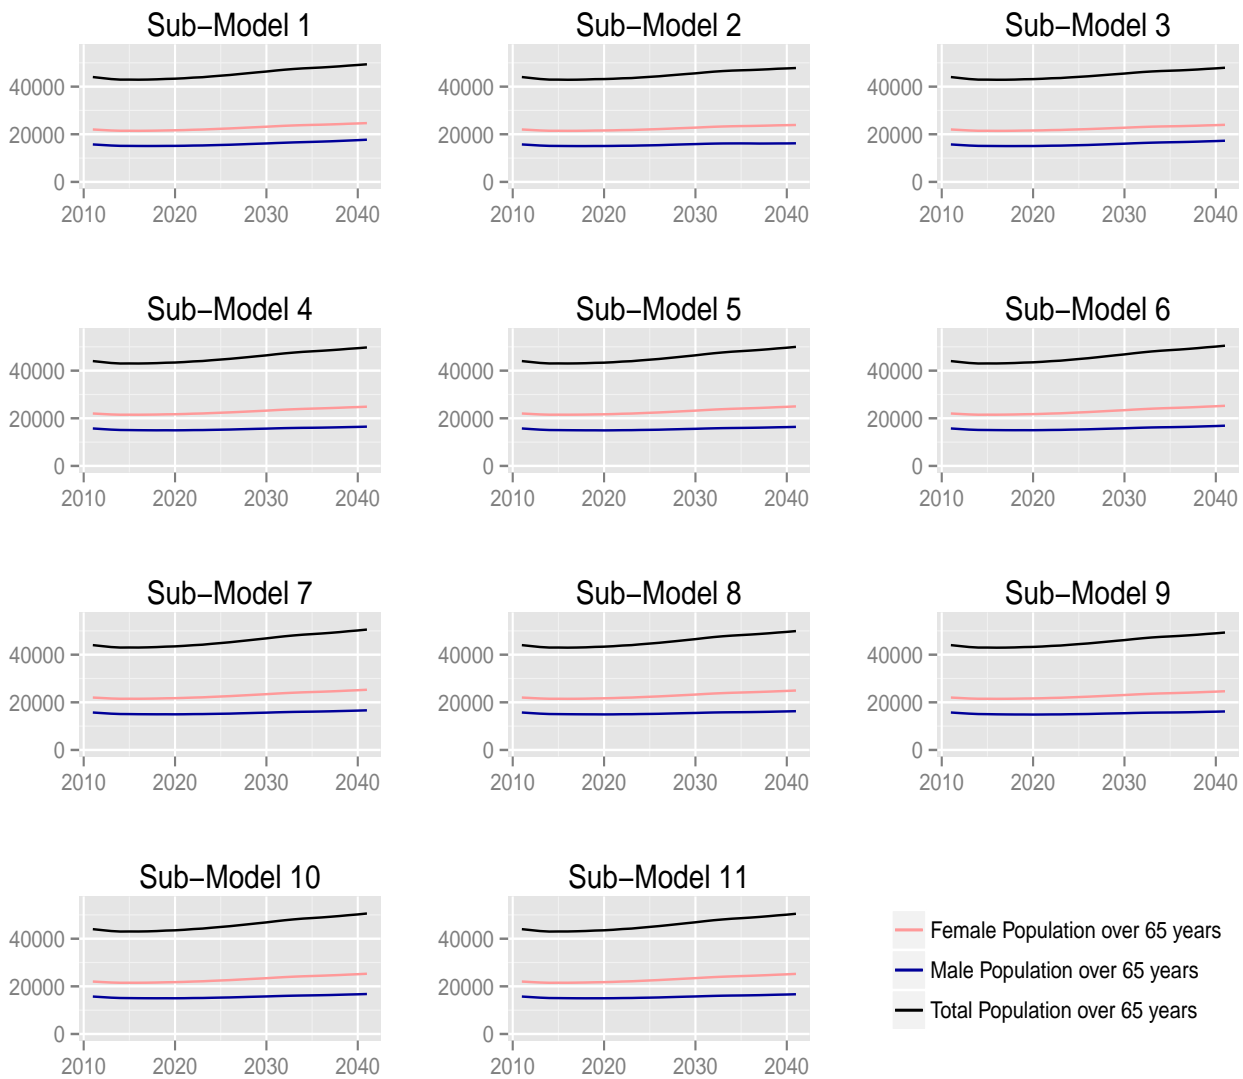 Sub−Model 1
Sub−Model 2
Sub−Model 3
40000
20000
0
2010 2020 2030 2040
40000
20000
0
2010 2020 2030 2040
40000
20000
0
2010 2020 2030 2040
Sub−Model 4
Sub−Model 5
Sub−Model 6
40000
20000
0
2010 2020 2030 2040
40000
20000
0
2010 2020 2030 2040
40000
20000
0
2010 2020 2030 2040
Sub−Model 7
Sub−Model 8
Sub−Model 9
40000
20000
0
2010 2020 2030 2040
40000
20000
0
2010 2020 2030 2040
40000
20000
0
2010 2020 2030 2040
Sub−Model 10
Sub−Model 11
40000
20000
0
2010 2020 2030 2040
40000
20000
0
2010 2020 2030 2040
Female Population over 65 years
Male Population over 65 years
Total Population over 65 years